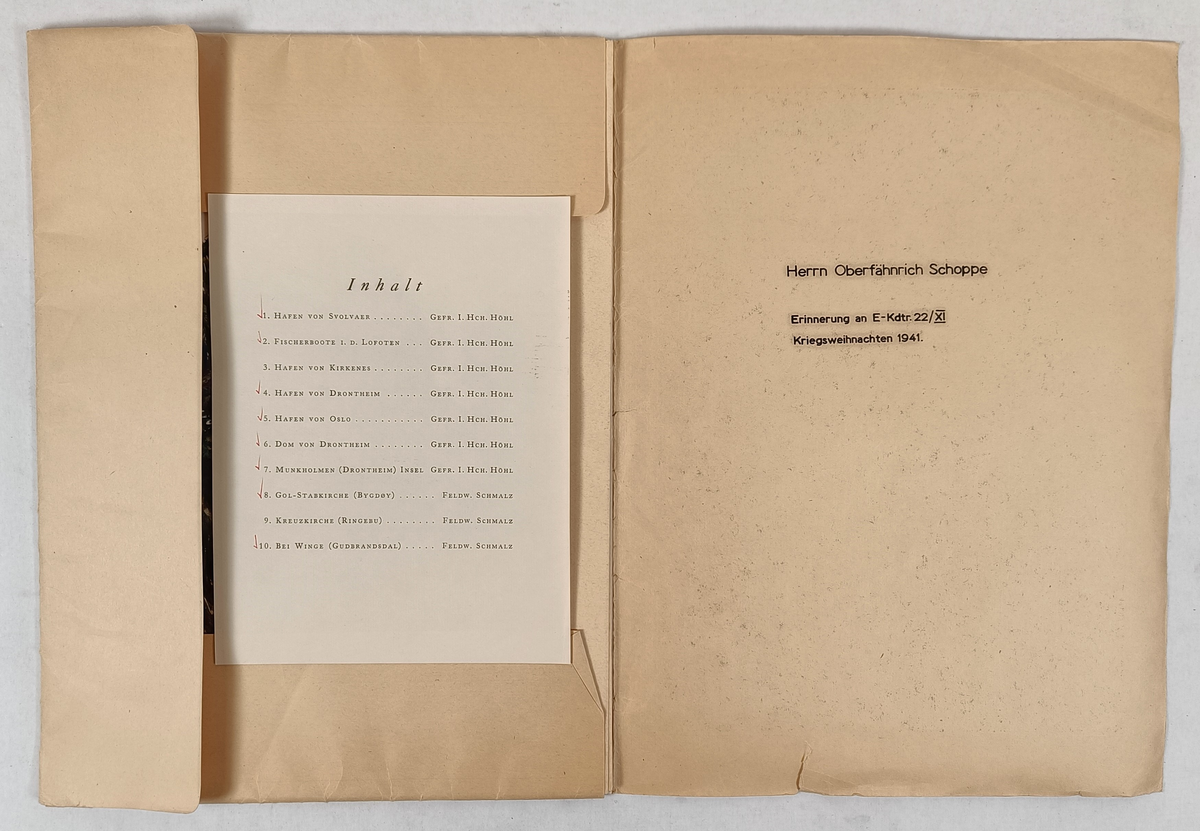 Inhalt
1. Hafen von Svolvaer ........ Gefr. I. Hch. Höhl
2. Fischerboote i. d. Lofoten ... Gefr. I. Hch. Höhl
3. Hafen von Kirkenes ........ Gefr. I. Hch. Höhl
4. Hafen von Drontheim ...... Gefr. I. Hch. Höhl
5. Hafen von Oslo ........... Gefr. I. Hch. Höhl
6. Dom von Drontheim ........ Gefr. I. Hch. Höhl
7. Munkholmen (Drontheim) Insel Gefr. I. Hch. Höhl
8. Gol-Stabkirche (Bygdøy) ...... Feldw. Schmalz
9. Kreuzkirche (Ringebu) ........ Feldw. Schmalz
10. Bei Winge (Gudbrandsdal) ..... Feldw. Schmalz
Herrn Oberfähnrich Schoppe
Erinnerung an E-Kdtr. 22/XI
Kriegsweihnachten 1941.